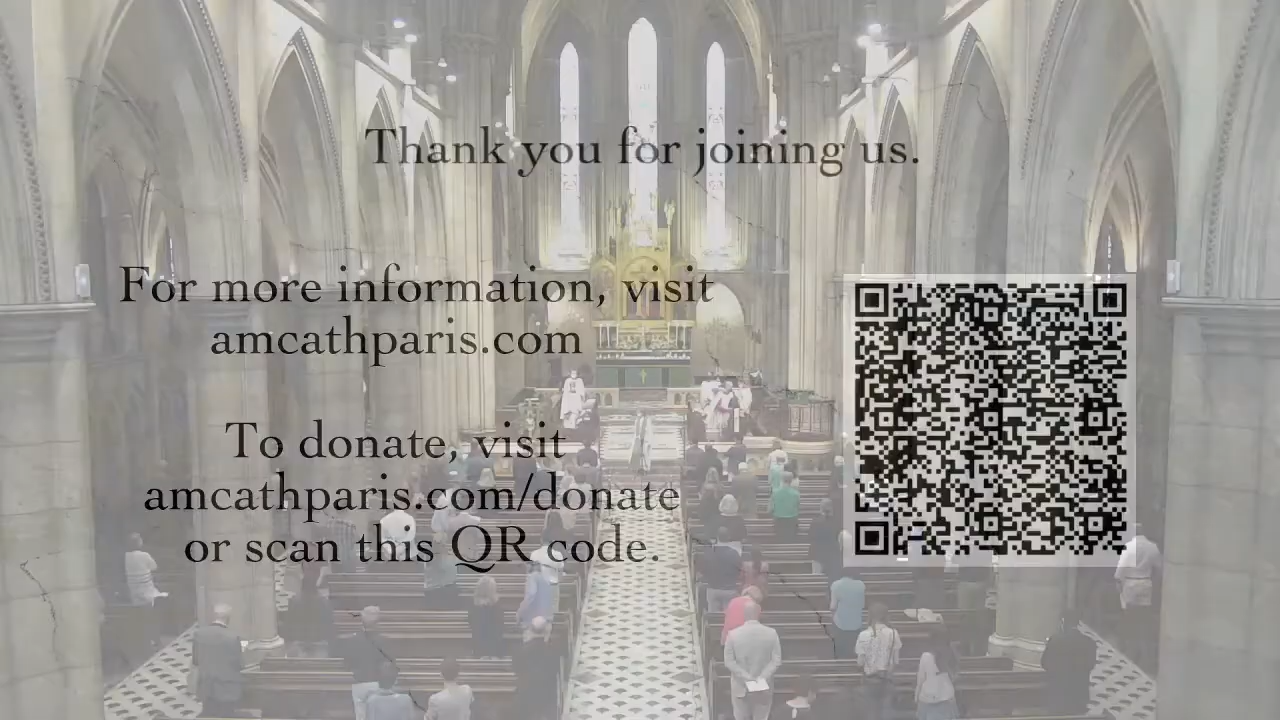 Thank you for joining us.
For more information, visit
amcathparis.com
To donate, visit
amcathparis.com/donate
or scan this QR code.